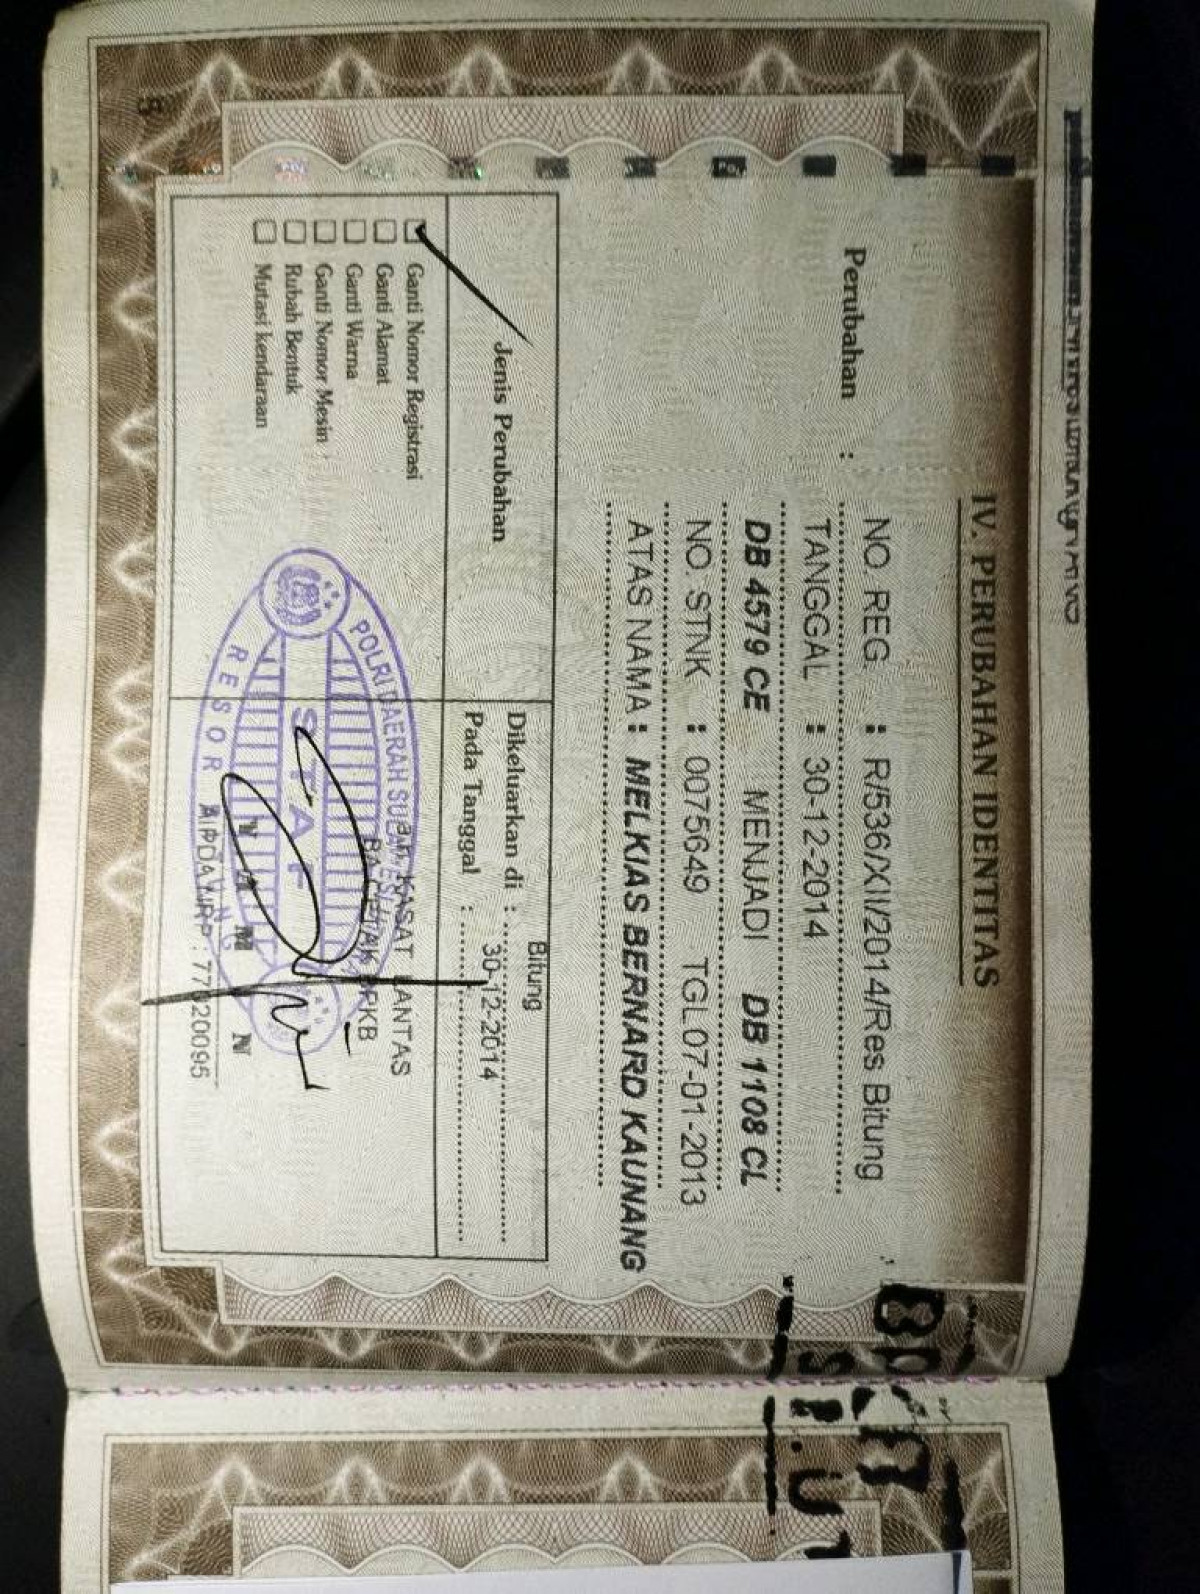 IV. PERUBAHAN IDENTITAS
Perubahan : NO. REG. : R/536/XII/2014/Res Bitung
TANGGAL : 30-12-2014
DB 4579 CE MENJADI DB 1108 CL
NO. STNK : 0075649 TGL.07-01-2013
ATAS NAMA : MELKIAS BERNARD KAUNANG
Jenis Perubahan
Ganti Nomor Registrasi
Ganti Alamat
Ganti Warna
Ganti Nomor Mesin
Rubah Bentuk
Mutasi kendaraan
Dikeluarkan di : Bitung
Pada Tanggal : 30-12-2014
KASAT LANTAS
POLRI DAERAH
RESOR